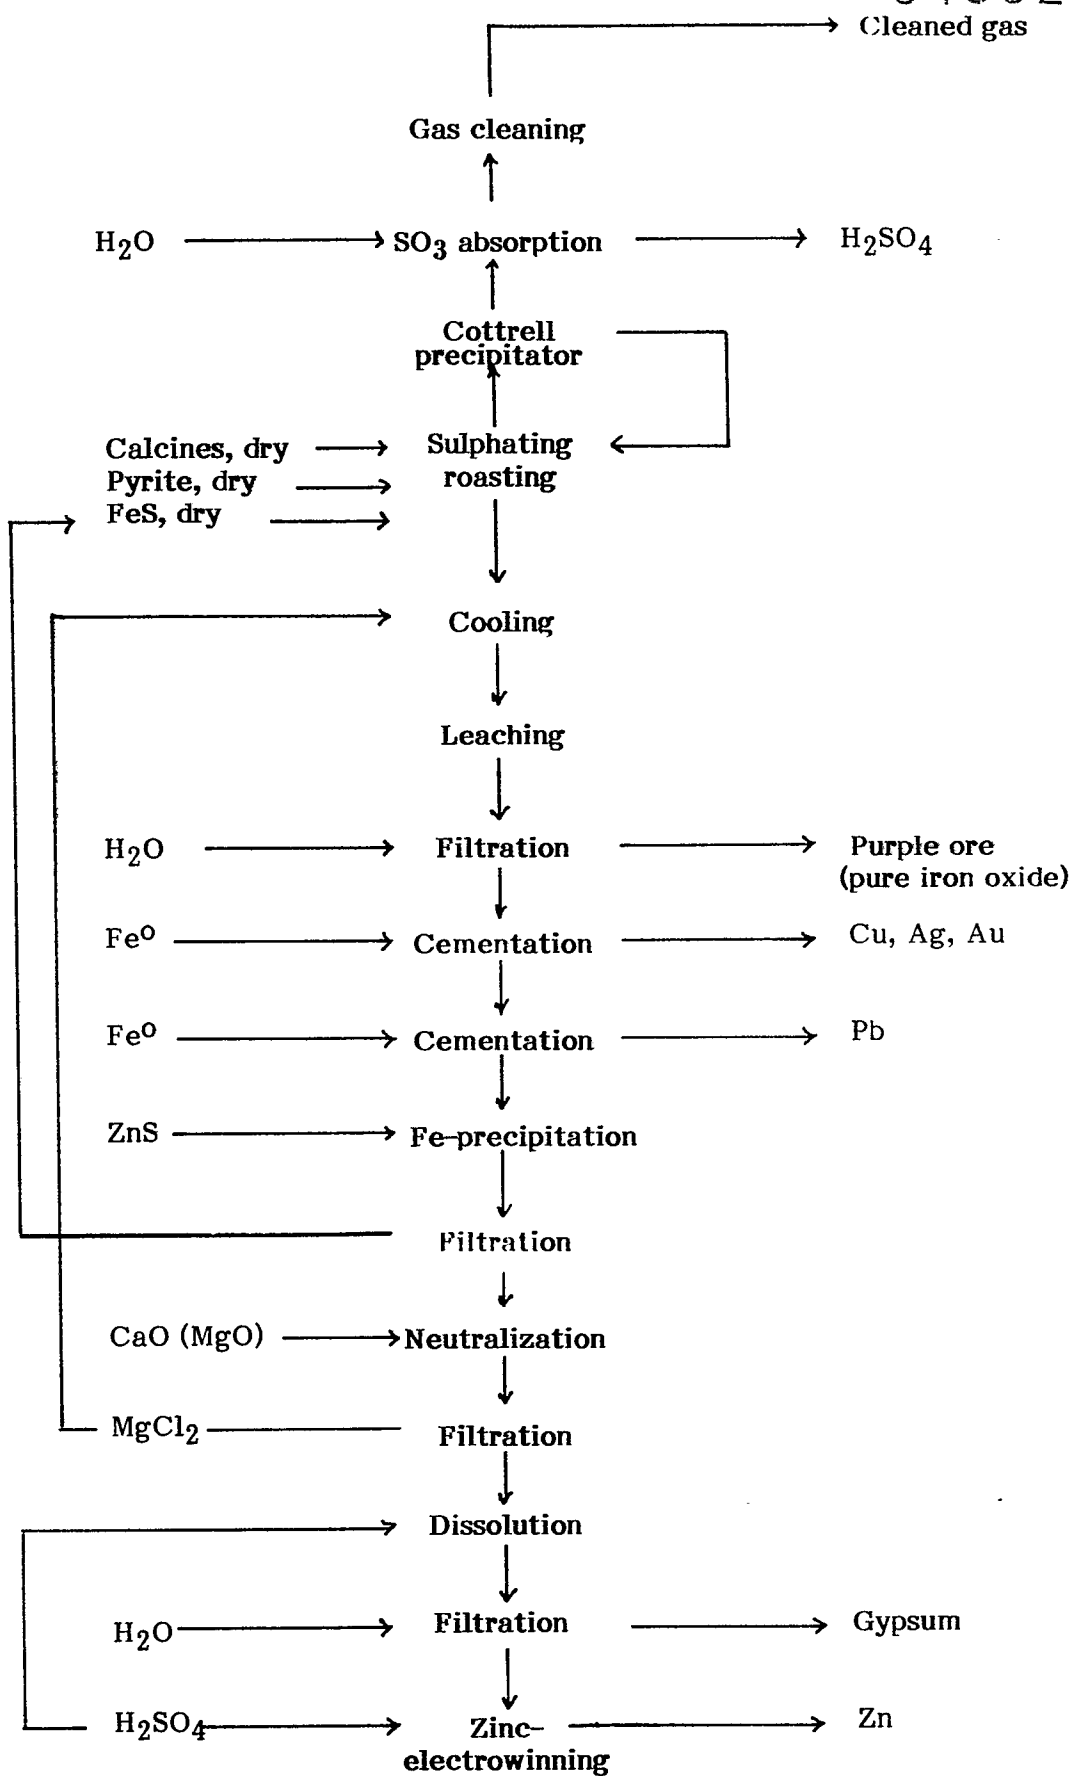 Cleaned gas
Gas cleaning
H2O SO3 absorption H2SO4
Cottrell
precipitator
Calcines, dry Sulphating
Pyrite, dry roasting
FeS, dry
Cooling
Leaching
H2O Filtration Purple ore
(pure iron oxide)
Feo Cementation Cu, Ag, Au
Feo Cementation Pb
ZnS Fe-precipitation
Filtration
CaO (MgO) Neutralization
MgCl2 Filtration
Dissolution
H2O Filtration Gypsum
H2SO4 Zinc- Zn
electrowinning